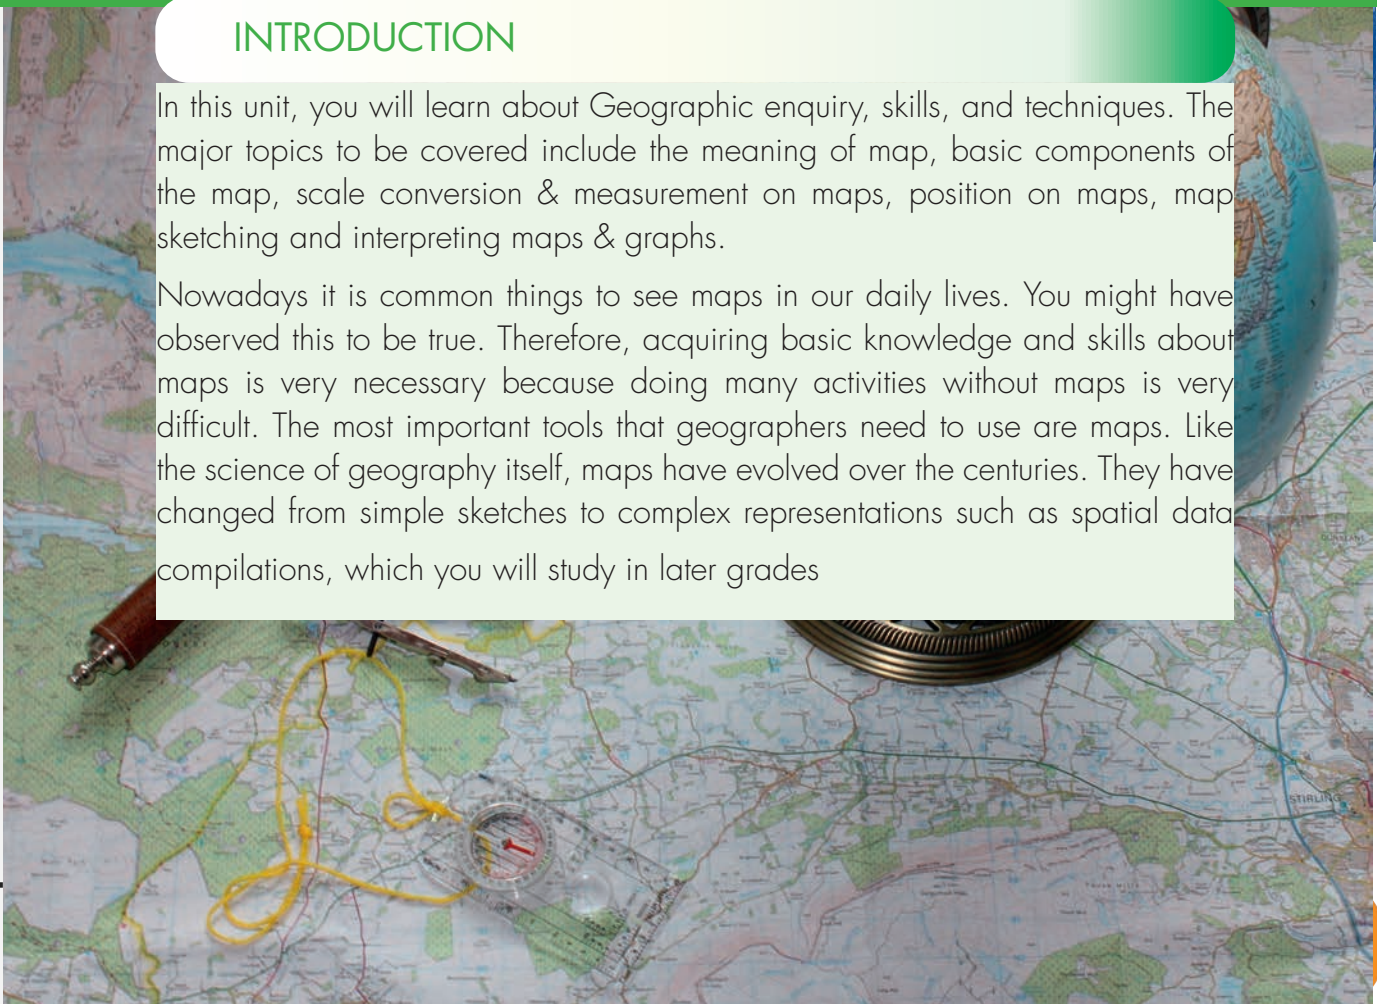 INTRODUCTION
In this unit, you will learn about Geographic enquiry, skills, and techniques. The
major topics to be covered include the meaning of map, basic components of
the map, scale conversion & measurement on maps, position on maps, map
sketching and interpreting maps & graphs.
Nowadays it is common things to see maps in our daily lives. You might have
observed this to be true. Therefore, acquiring basic knowledge and skills about
maps is very necessary because doing many activities without maps is very
difficult. The most important tools that geographers need to use are maps. Like
the science of geography itself, maps have evolved over the centuries. They have
changed from simple sketches to complex representations such as spatial data
compilations, which you will study in later grades
STIRLING